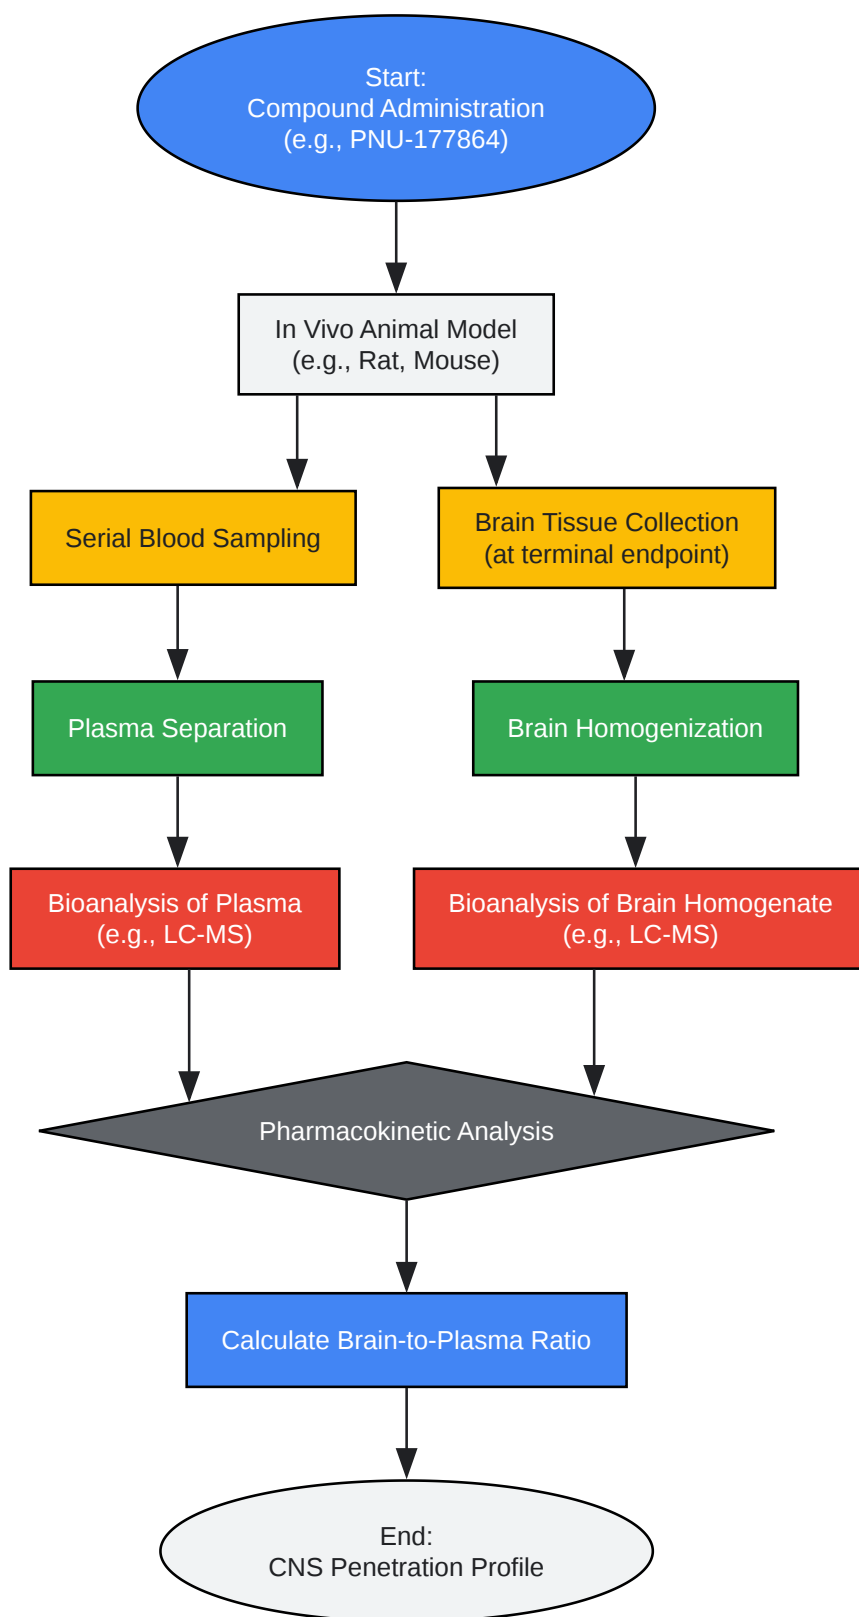 Start:
Compound Administration
(e.g., PNU-177864)
In Vivo Animal Model
(e.g., Rat, Mouse)
Serial Blood Sampling
Brain Tissue Collection
(at terminal endpoint)
Plasma Separation
Brain Homogenization
Bioanalysis of Plasma
(e.g., LC-MS)
Bioanalysis of Brain Homogenate
(e.g., LC-MS)
Pharmacokinetic Analysis
Calculate Brain-to-Plasma Ratio
End:
CNS Penetration Profile